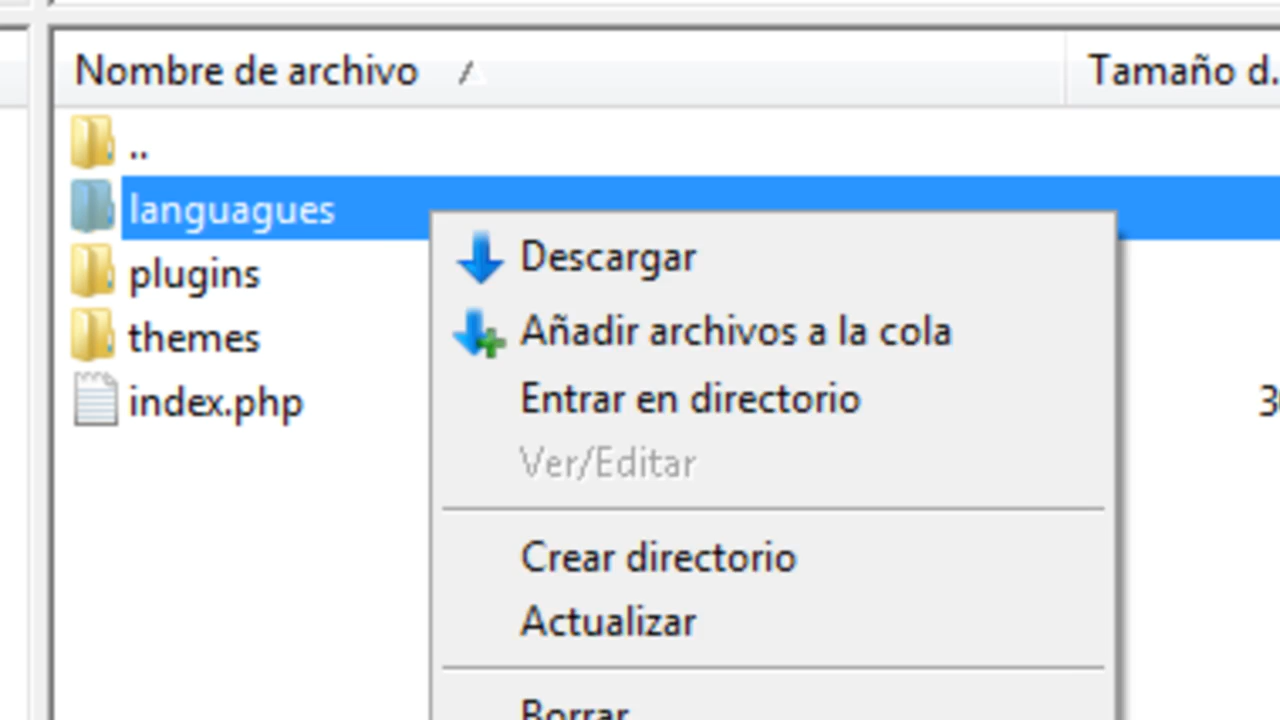 Nombre de archivo
Tamaño d.
..
languagues
plugins
themes
index.php
Descargar
Añadir archivos a la cola
Entrar en directorio
Ver/Editar
Crear directorio
Actualizar
Borrar